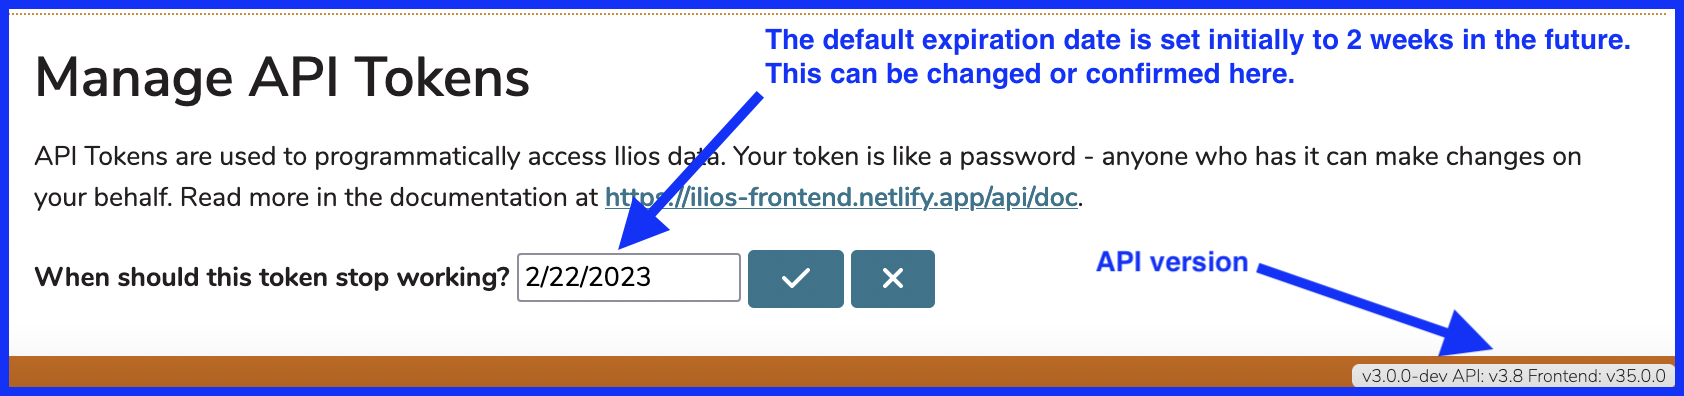 The default expiration date is set initially to 2 weeks in the future.
This can be changed or confirmed here.
Manage API Tokens
API Tokens are used to programmatically access Ilios data. Your token is like a password - anyone who has it can make changes on
your behalf. Read more in the documentation at https://ilios-frontend.netlify.app/api/doc.
When should this token stop working? 2/22/2023
API version
v3.0.0-dev API: v3.8 Frontend: v35.0.0